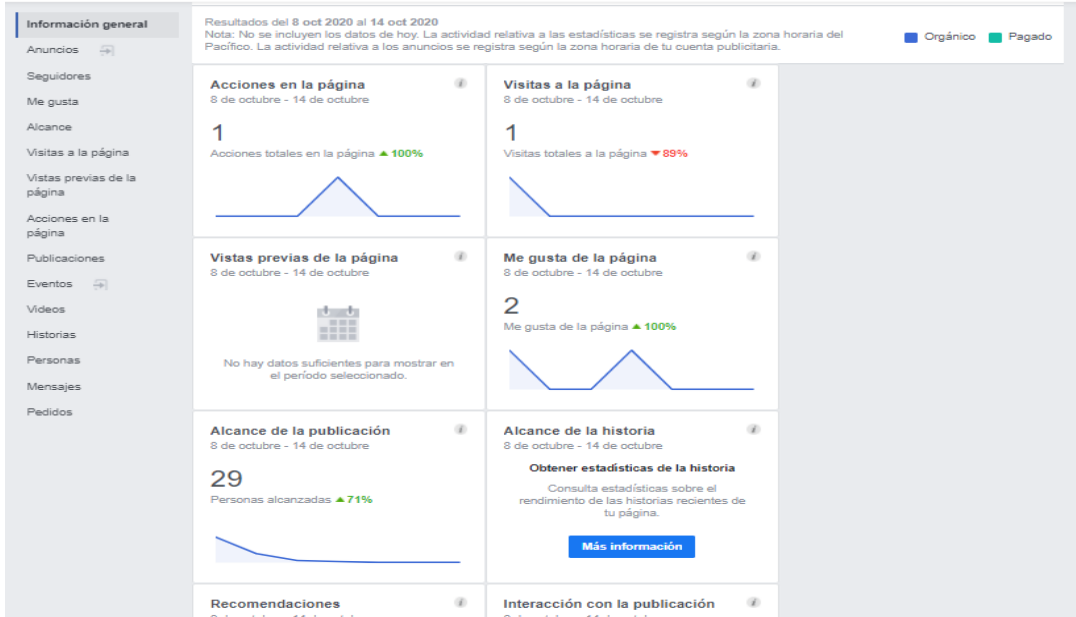 Información general
Anuncios
Seguidores
Me gusta
Alcance
Visitas a la página
Vistas previas de la
página
Acciones en la
página
Publicaciones
Eventos
Videos
Historias
Personas
Mensajes
Pedidos
Resultados del 8 oct 2020 al 14 oct 2020
Nota: No se incluyen los datos de hoy. La actividad relativa a las estadísticas se registra según la zona horaria del
Pacífico. La actividad relativa a los anuncios se registra según la zona horaria de tu cuenta publicitaria.
Orgánico Pagado
Acciones en la página
8 de octubre - 14 de octubre
1
Acciones totales en la página ▲ 100%
Visitas a la página
8 de octubre - 14 de octubre
1
Visitas totales a la página ▼ 89%
Vistas previas de la página
8 de octubre - 14 de octubre
No hay datos suficientes para mostrar en
el período seleccionado.
Me gusta de la página
8 de octubre - 14 de octubre
2
Me gusta de la página ▲ 100%
Alcance de la publicación
8 de octubre - 14 de octubre
29
Personas alcanzadas ▲ 71%
Alcance de la historia
8 de octubre - 14 de octubre
Obtener estadísticas de la historia
Consulta estadísticas sobre el
rendimiento de las historias recientes de
tu página.
Más información
Recomendaciones
Interacción con la publicación